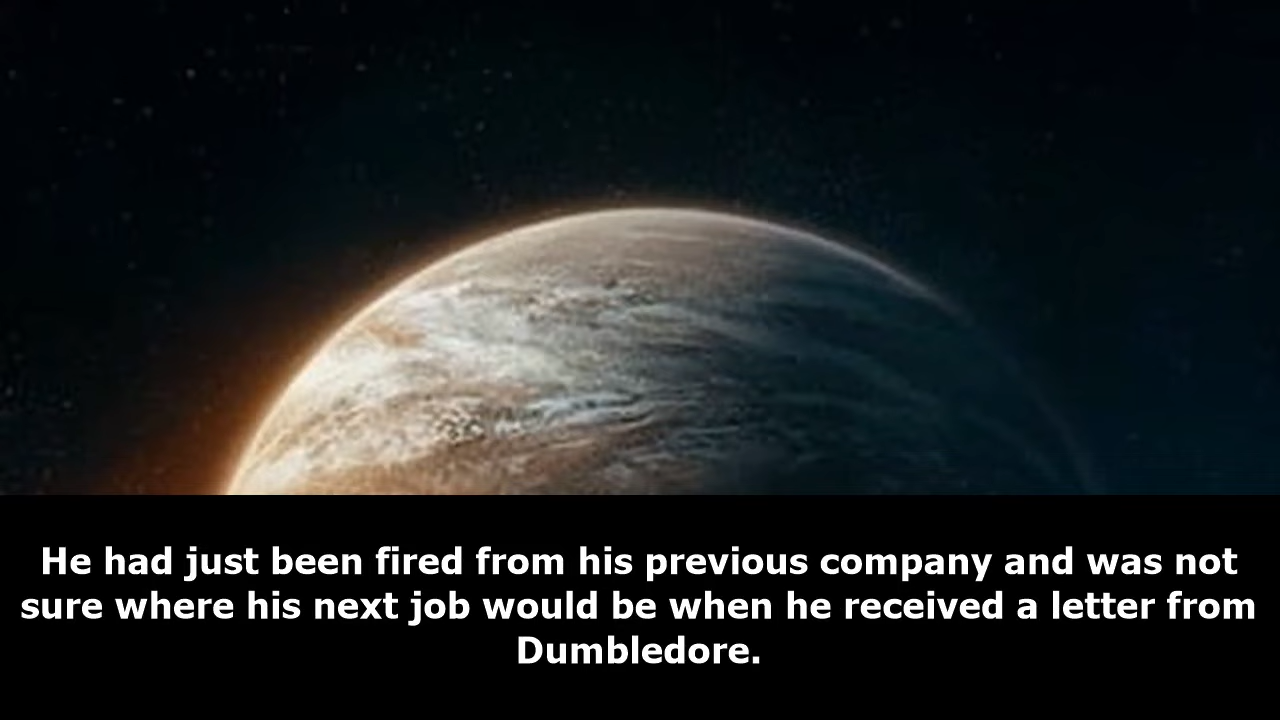 He had just been fired from his previous company and was not
sure where his next job would be when he received a letter from
Dumbledore.